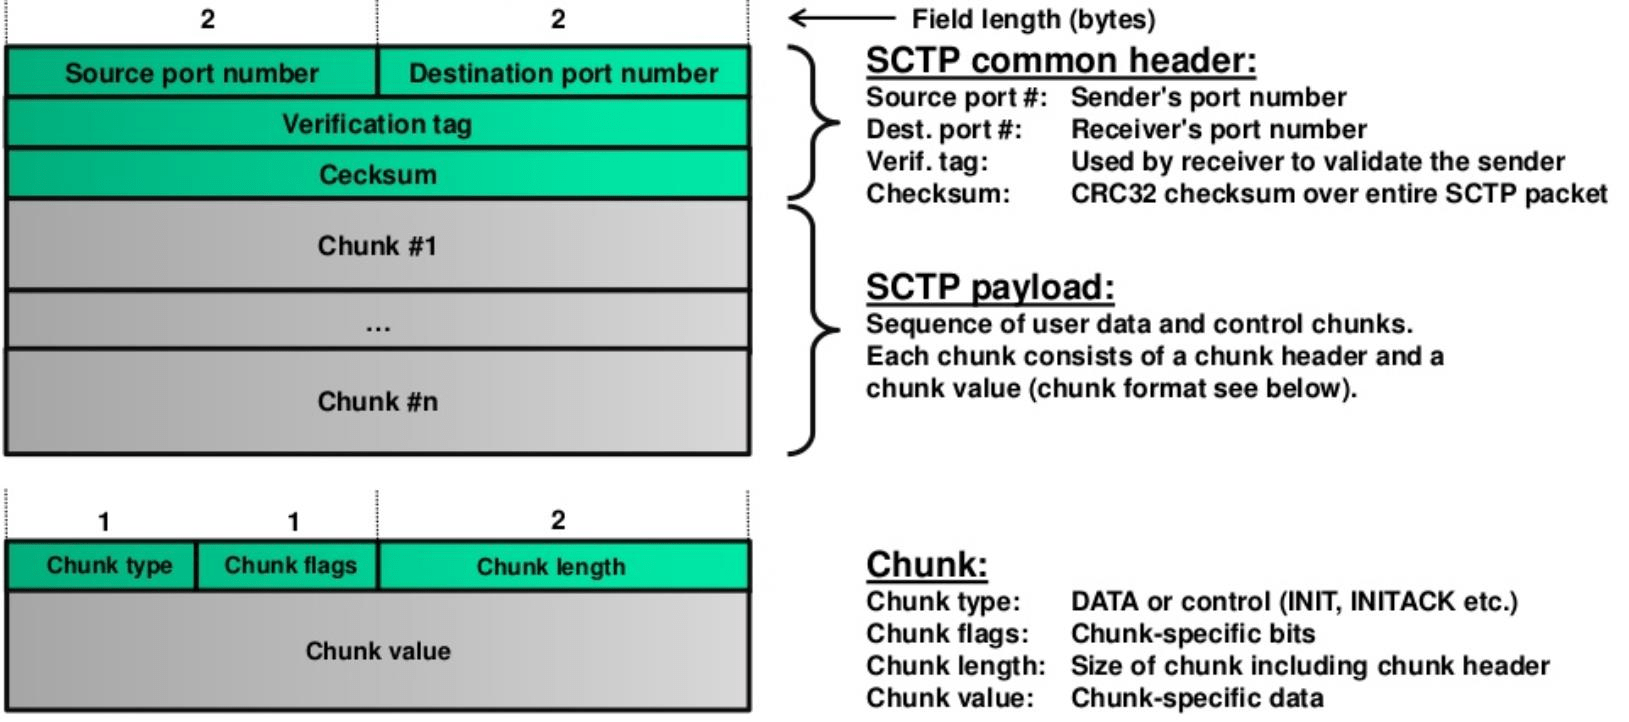 2 2 Field length (bytes)
Source port number Destination port number
Verification tag
Cecksum
Chunk #1
...
Chunk #n
SCTP common header:
Source port #: Sender's port number
Dest. port #: Receiver's port number
Verif. tag: Used by receiver to validate the sender
Checksum: CRC32 checksum over entire SCTP packet
SCTP payload:
Sequence of user data and control chunks.
Each chunk consists of a chunk header and a
chunk value (chunk format see below).
1 1 2
Chunk type Chunk flags Chunk length
Chunk value
Chunk:
Chunk type: DATA or control (INIT, INITACK etc.)
Chunk flags: Chunk-specific bits
Chunk length: Size of chunk including chunk header
Chunk value: Chunk-specific data